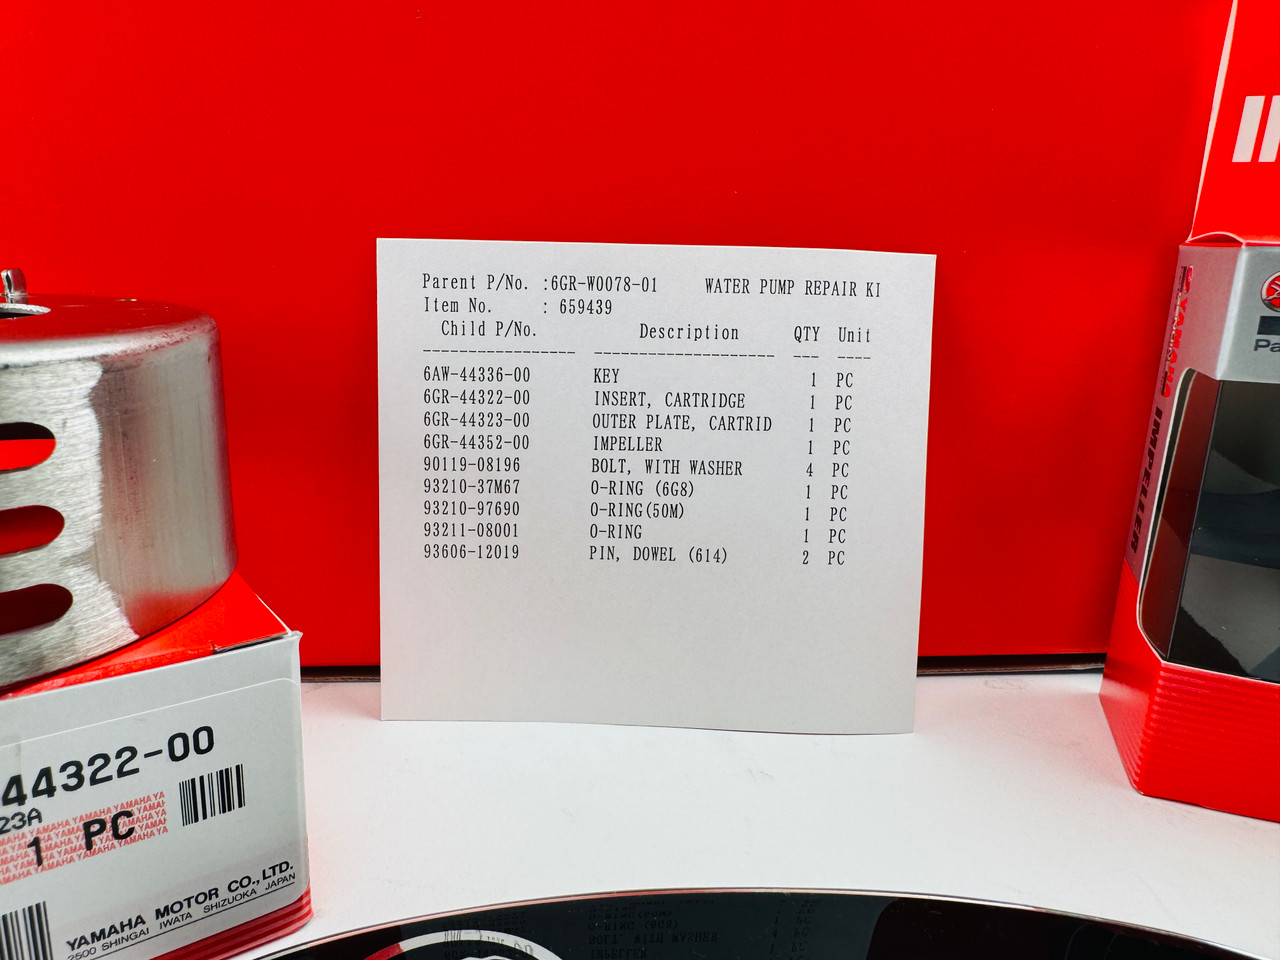 Parent P/No. :6GR-W0078-01 WATER PUMP REPAIR KI
Item No. : 659439
Child P/No. Description QTY Unit
6AW-44336-00 KEY 1 PC
6GR-44322-00 INSERT, CARTRIDGE 1 PC
6GR-44323-00 OUTER PLATE, CARTRID 1 PC
6GR-44352-00 IMPELLER 1 PC
90119-08196 BOLT, WITH WASHER 4 PC
93210-37M67 O-RING (6G8) 1 PC
93210-97690 O-RING(50M) 1 PC
93211-08001 O-RING 1 PC
93606-12019 PIN, DOWEL (614) 2 PC
44322-00
23A
1 PC
YAMAHA MOTOR CO.,LTD.
2500 SHINGAI IWATA SHIZUOKA JAPAN
YAMAHA
IMPELLER
Pa